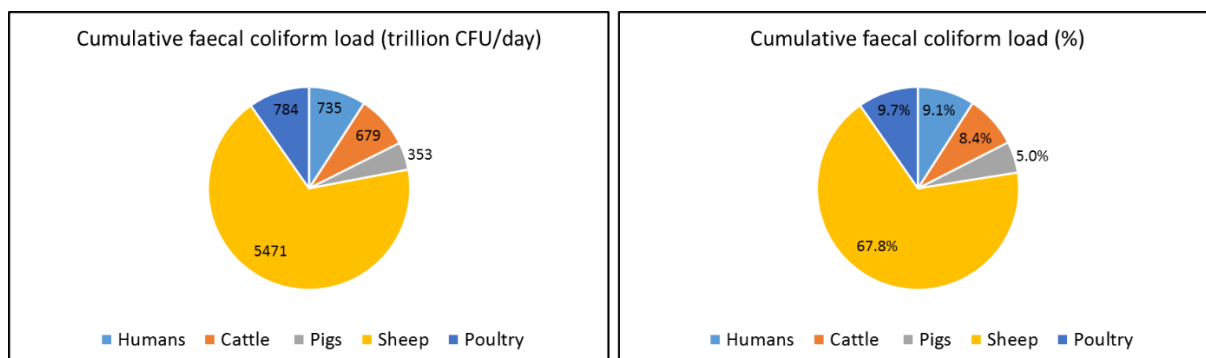 Cumulative faecal coliform load (trillion CFU/day)
784
735
679
353
5471
Humans Cattle Pigs Sheep Poultry
Cumulative faecal coliform load (%)
9.7%
9.1%
8.4%
5.0%
67.8%
Humans Cattle Pigs Sheep Poultry